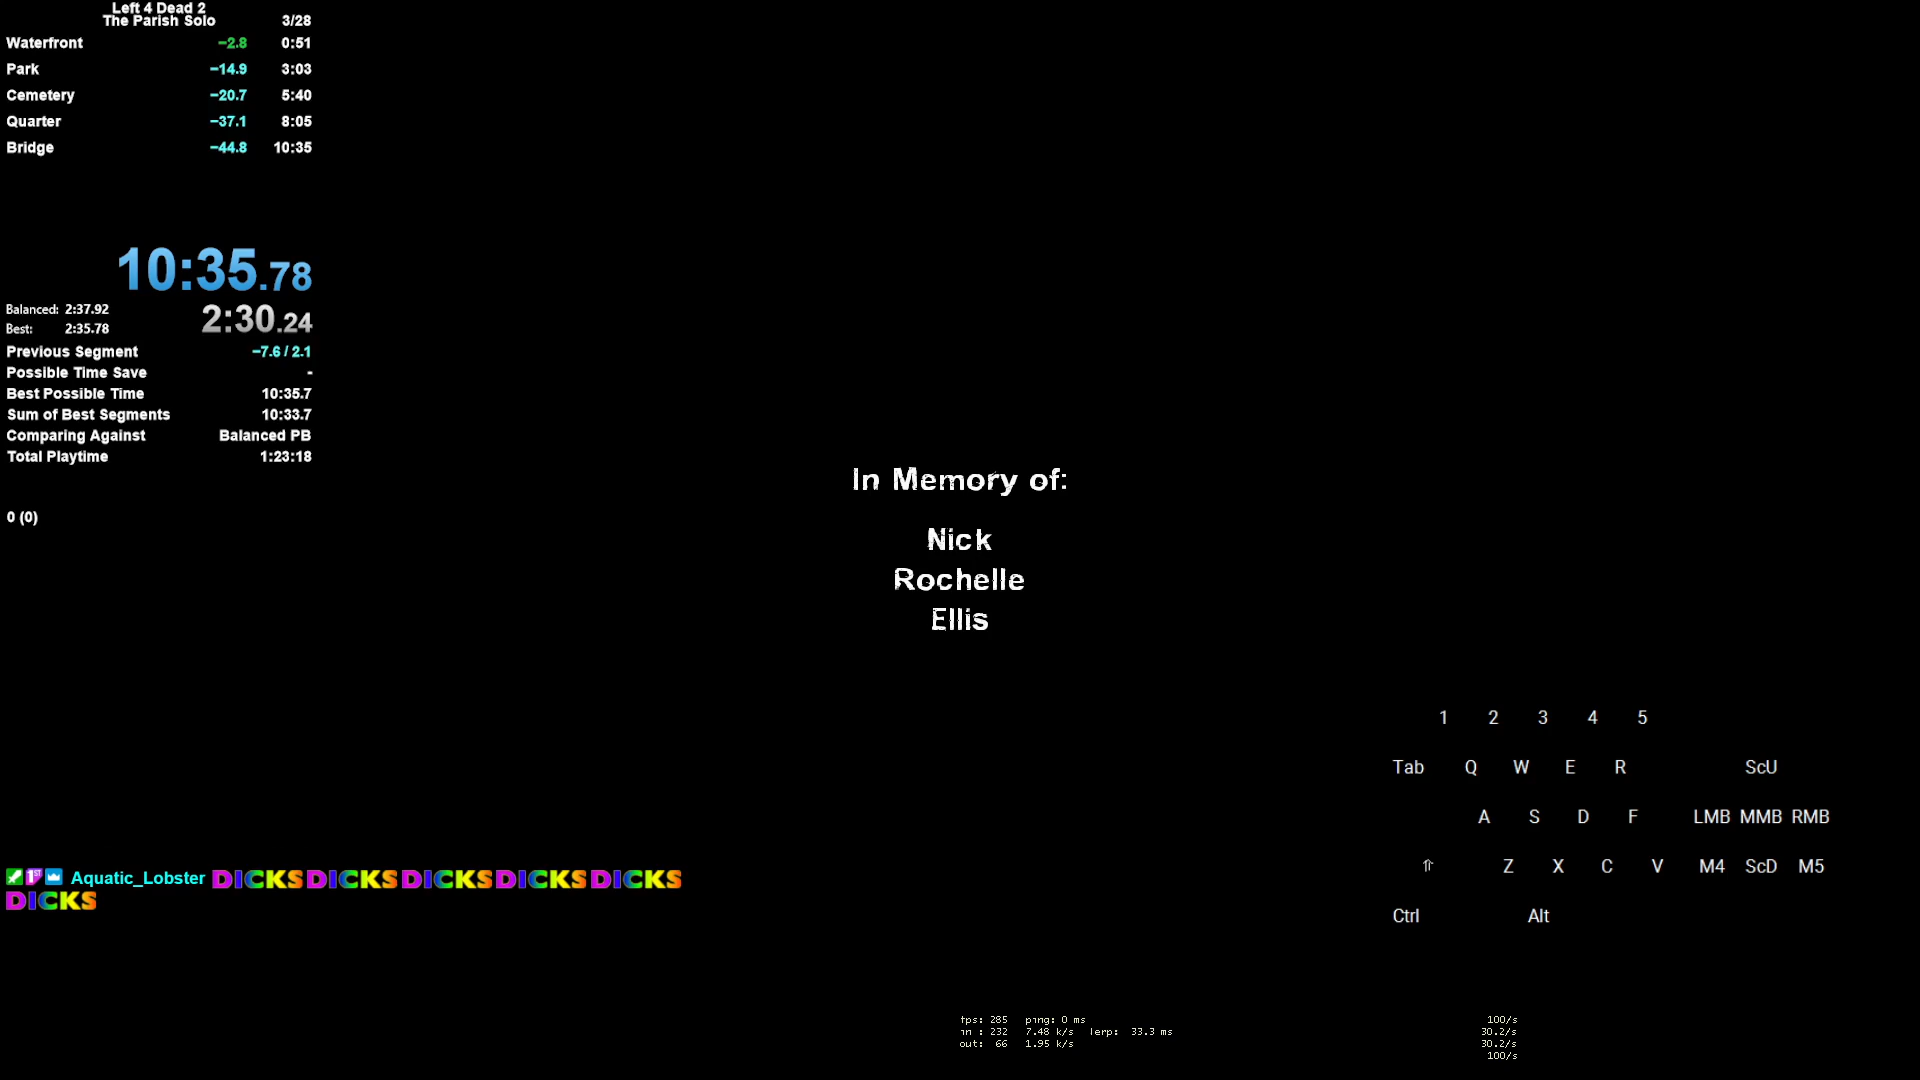 Left 4 Dead 2
The Parish Solo 3/28
Waterfront −2.8 0:51
Park −14.9 3:03
Cemetery −20.7 5:40
Quarter −37.1 8:05
Bridge −44.8 10:35
10:35.78
Balanced: 2:37.92
Best: 2:35.78
2:30.24
Previous Segment −7.6 / 2.1
Possible Time Save -
Best Possible Time 10:35.7
Sum of Best Segments 10:33.7
Comparing Against Balanced PB
Total Playtime 1:23:18
0 (0)
In Memory of:
Nick
Rochelle
Ellis
1 2 3 4 5
Tab Q W E R ScU
A S D F LMB MMB RMB
⇑ Z X C V M4 ScD M5
Ctrl Alt
1ST Aquatic_Lobster DICKS DICKS DICKS DICKS DICKS
DICKS
fps: 285 ping: 0 ms 100/s
in : 232 7.48 k/s lerp: 33.3 ms 30.2/s
out: 66 1.95 k/s 30.2/s
100/s